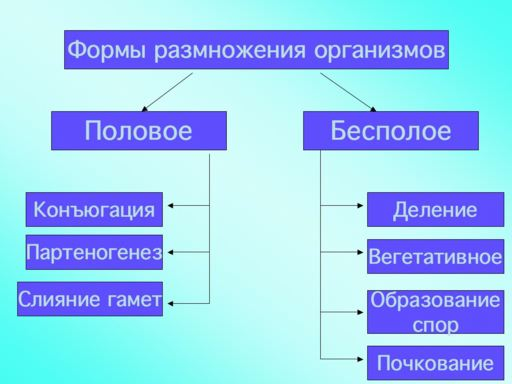 Формы размножения организмов
Половое
Бесполое
Конъюгация
Партеногенез
Слияние гамет
Деление
Вегетативное
Образование
спор
Почкование